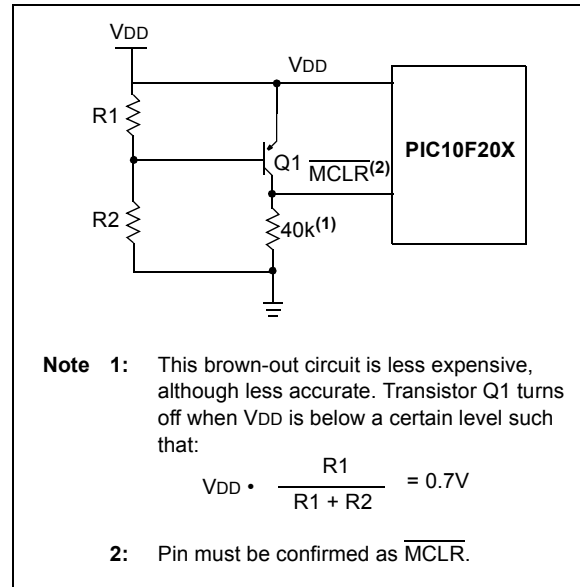 VDD
VDD
R1
PIC10F20X
Q1
MCLR(2)
R2
40k(1)
Note 1: This brown-out circuit is less expensive,
although less accurate. Transistor Q1 turns
off when VDD is below a certain level such
that:
VDD • R1 / R1 + R2 = 0.7V
2: Pin must be confirmed as MCLR.